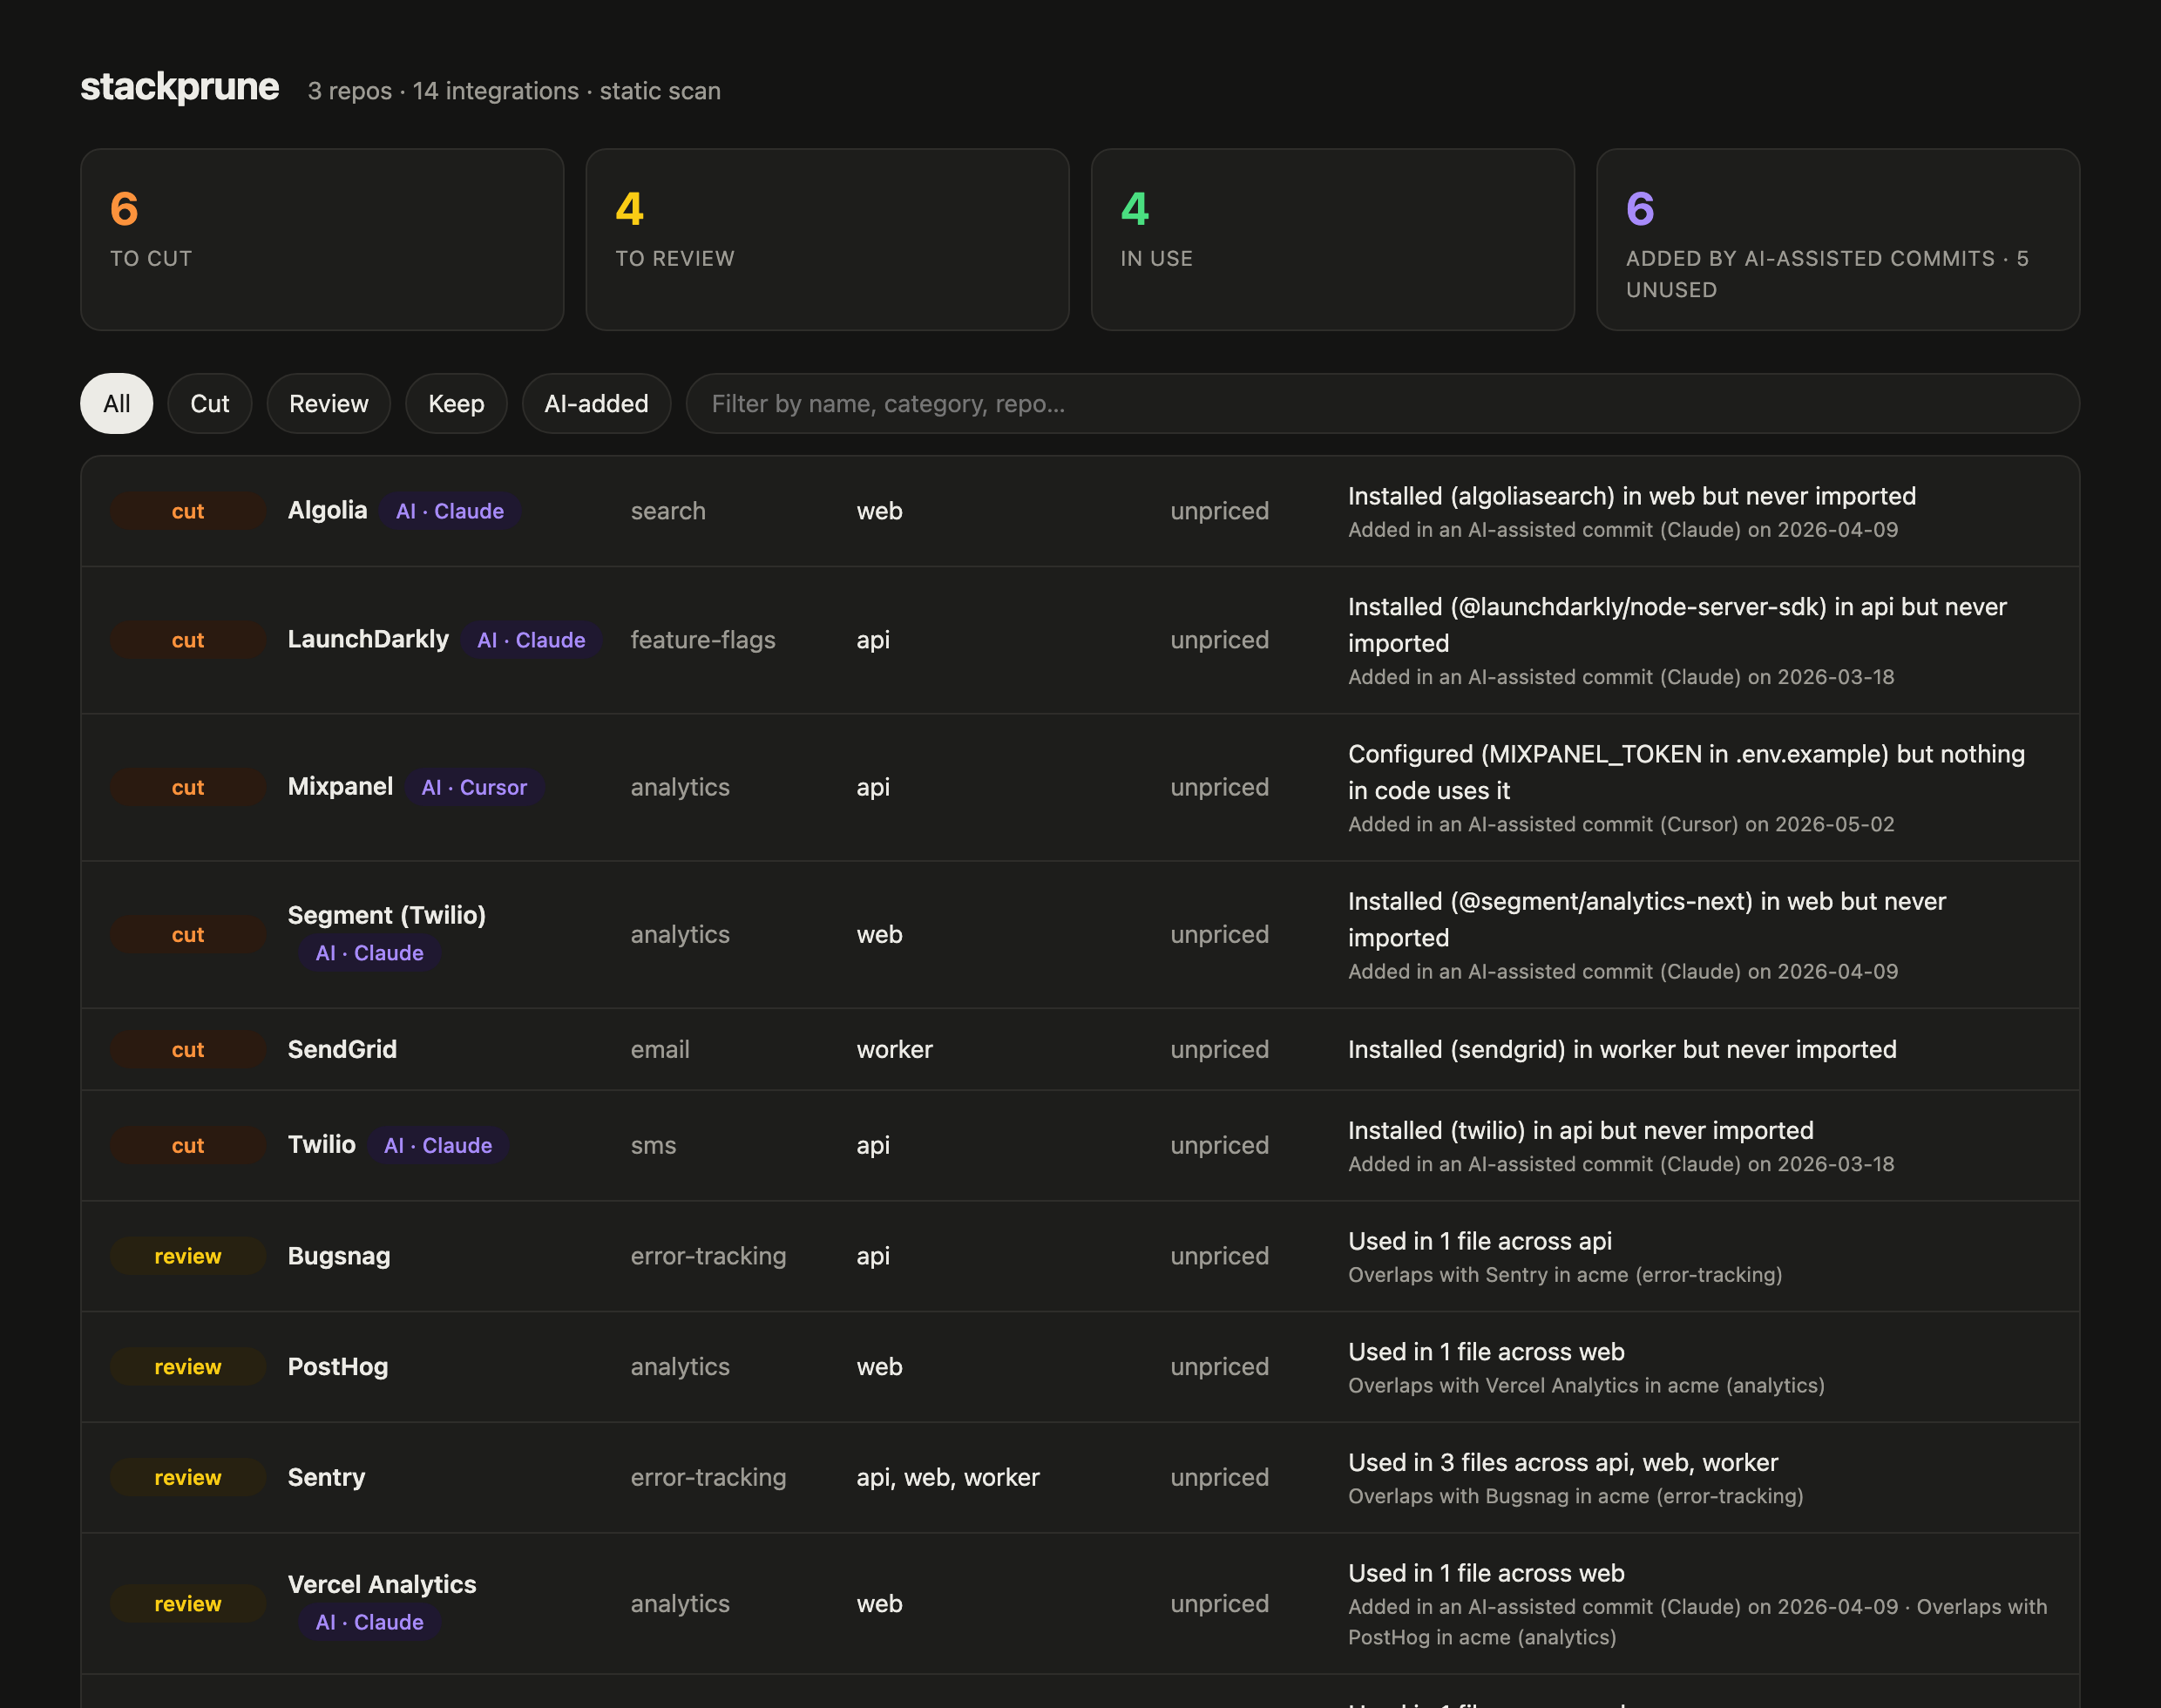 stackprune 3 repos · 14 integrations · static scan
6
TO CUT
4
TO REVIEW
4
IN USE
6
ADDED BY AI-ASSISTED COMMITS · 5
UNUSED
All Cut Review Keep AI-added Filter by name, category, repo...
cut Algolia AI · Claude search web unpriced Installed (algoliasearch) in web but never imported
Added in an AI-assisted commit (Claude) on 2026-04-09
cut LaunchDarkly AI · Claude feature-flags api unpriced Installed (@launchdarkly/node-server-sdk) in api but never
imported
Added in an AI-assisted commit (Claude) on 2026-03-18
cut Mixpanel AI · Cursor analytics api unpriced Configured (MIXPANEL_TOKEN in .env.example) but nothing
in code uses it
Added in an AI-assisted commit (Cursor) on 2026-05-02
cut Segment (Twilio)
AI · Claude analytics web unpriced Installed (@segment/analytics-next) in web but never
imported
Added in an AI-assisted commit (Claude) on 2026-04-09
cut SendGrid email worker unpriced Installed (sendgrid) in worker but never imported
cut Twilio AI · Claude sms api unpriced Installed (twilio) in api but never imported
Added in an AI-assisted commit (Claude) on 2026-03-18
review Bugsnag error-tracking api unpriced Used in 1 file across api
Overlaps with Sentry in acme (error-tracking)
review PostHog analytics web unpriced Used in 1 file across web
Overlaps with Vercel Analytics in acme (analytics)
review Sentry error-tracking api, web, worker unpriced Used in 3 files across api, web, worker
Overlaps with Bugsnag in acme (error-tracking)
review Vercel Analytics
AI · Claude analytics web unpriced Used in 1 file across web
Added in an AI-assisted commit (Claude) on 2026-04-09 · Overlaps with
PostHog in acme (analytics)